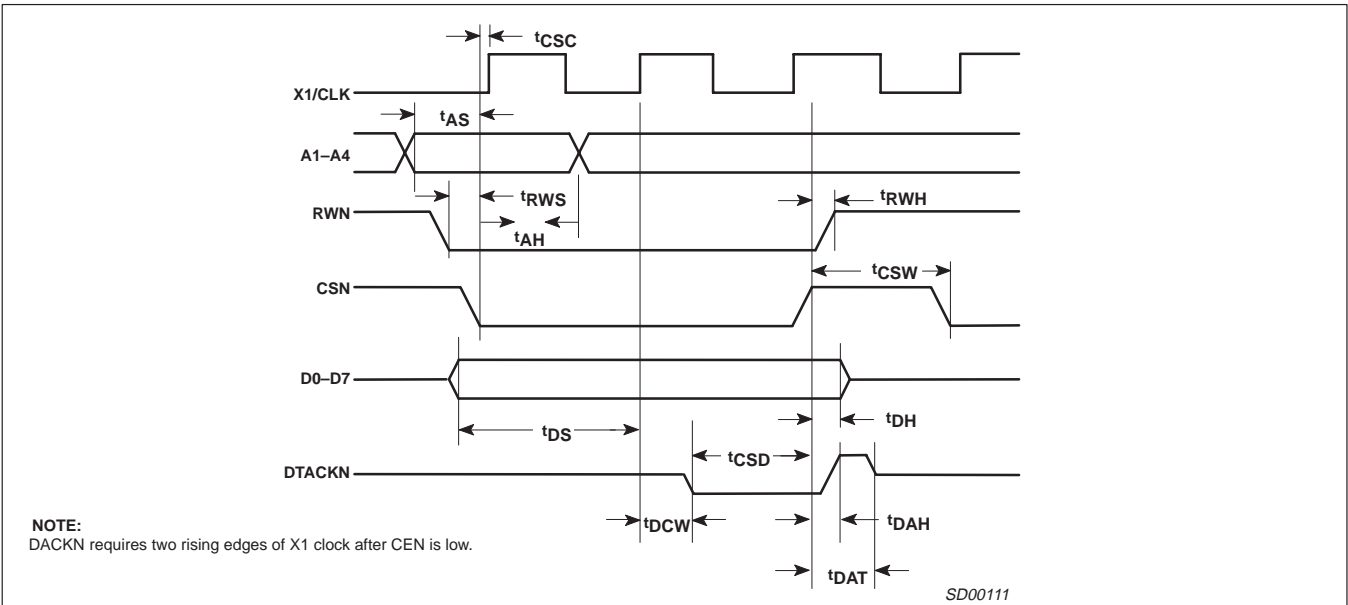 tCSC
X1/CLK
tAS
A1–A4
tRWS
tRWH
RWN
tAH
tCSW
CSN
D0–D7
tDH
tDS
tCSD
DTACKN
tDCW
tDAH
NOTE:
DACKN requires two rising edges of X1 clock after CEN is low.
tDAT
SD00111